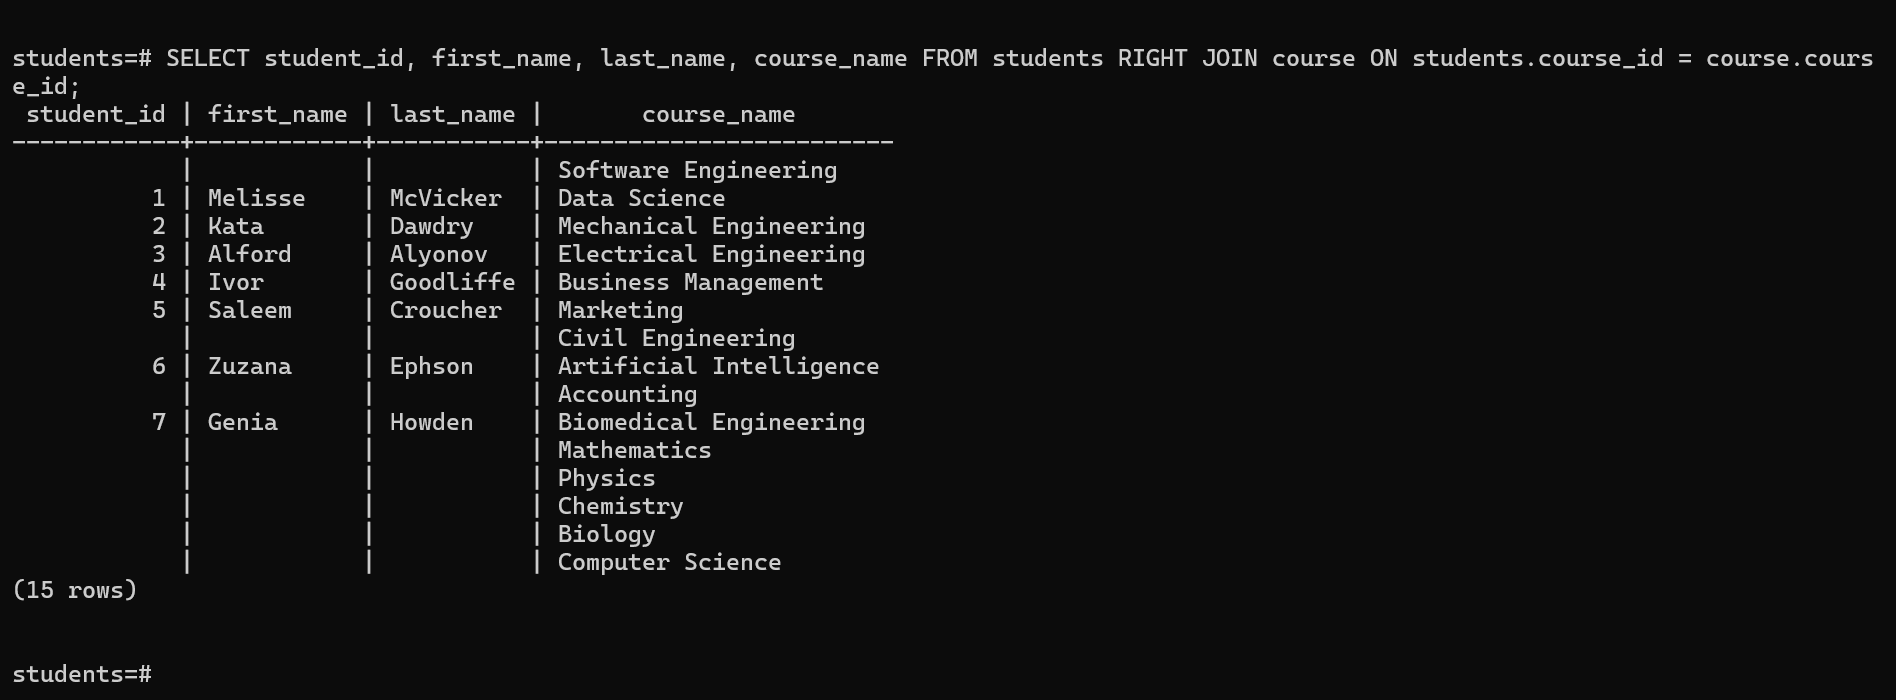 students=# SELECT student_id, first_name, last_name, course_name FROM students RIGHT JOIN course ON students.course_id = course.cours
e_id;
 student_id | first_name | last_name |       course_name
------------+------------+-----------+-------------------------
            |            |           | Software Engineering
          1 | Melisse    | McVicker  | Data Science
          2 | Kata       | Dawdry    | Mechanical Engineering
          3 | Alford     | Alyonov   | Electrical Engineering
          4 | Ivor       | Goodliffe | Business Management
          5 | Saleem     | Croucher  | Marketing
            |            |           | Civil Engineering
          6 | Zuzana     | Ephson    | Artificial Intelligence
            |            |           | Accounting
          7 | Genia      | Howden    | Biomedical Engineering
            |            |           | Mathematics
            |            |           | Physics
            |            |           | Chemistry
            |            |           | Biology
            |            |           | Computer Science
(15 rows)
students=#